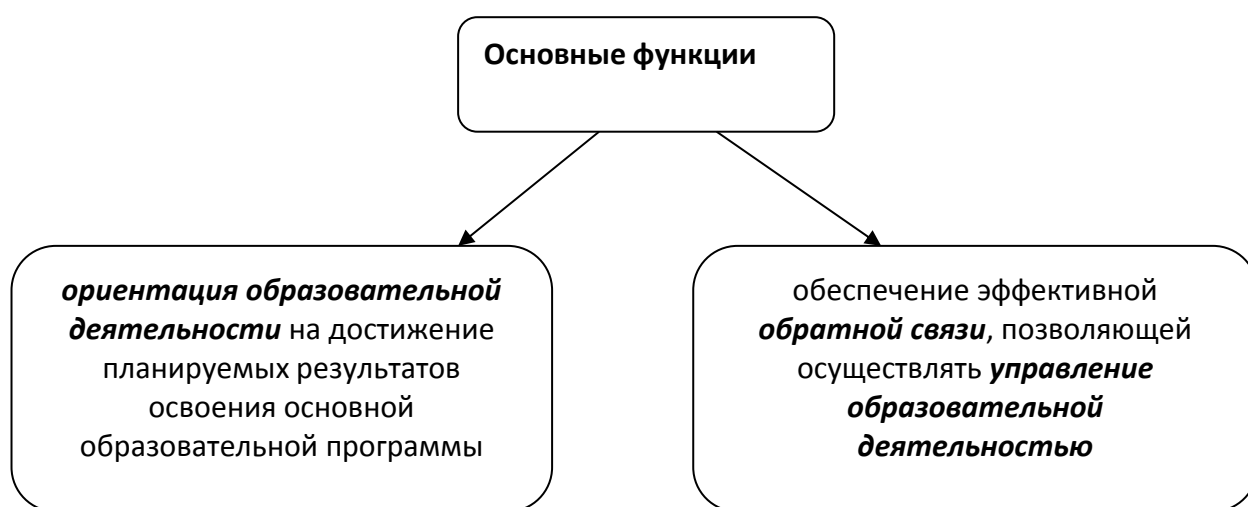 Основные функции
ориентация образовательной
деятельности на достижение
планируемых результатов
освоения основной
образовательной программы
обеспечение эффективной
обратной связи, позволяющей
осуществлять управление
образовательной
деятельностью